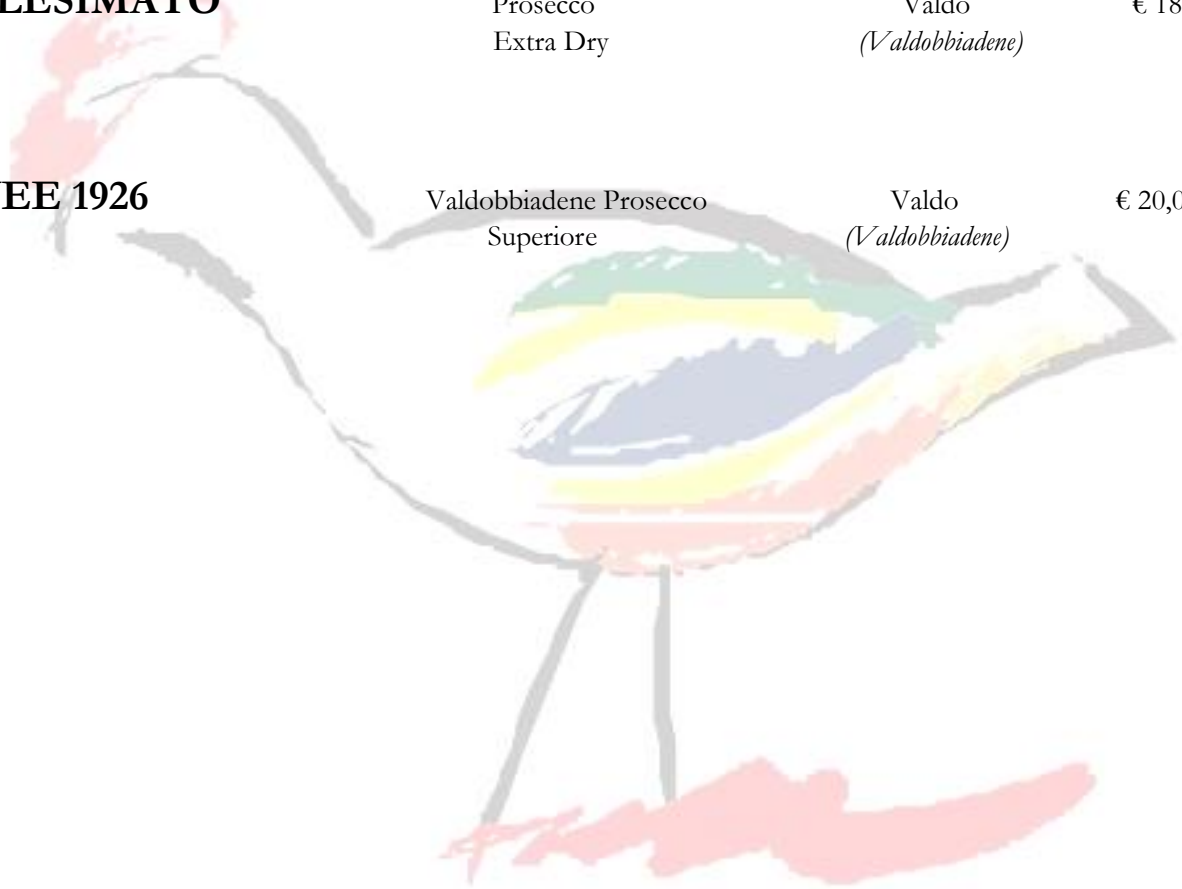 LESIMATO Prosecco Valdo € 18
Extra Dry (Valdobbiadene)
EE 1926 Valdobbiadene Prosecco Valdo € 20,0
Superiore (Valdobbiadene)